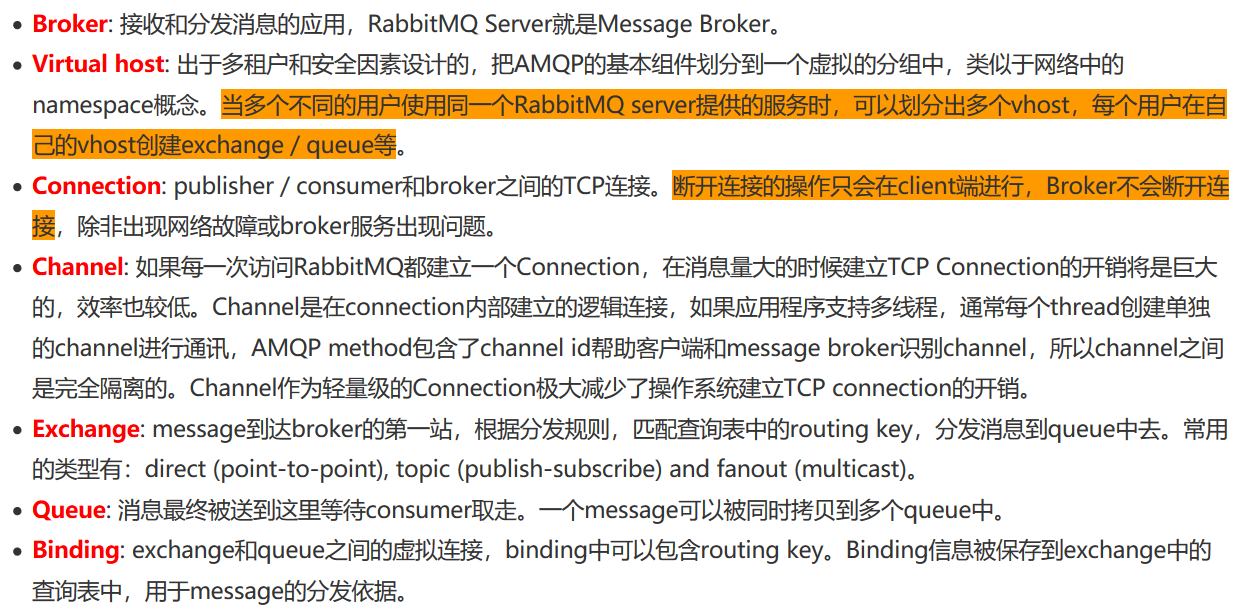 • Broker: 接收和分发消息的应用，RabbitMQ Server就是Message Broker。
• Virtual host: 出于多租户和安全因素设计的，把AMQP的基本组件划分到一个虚拟的分组中，类似于网络中的
namespace概念。当多个不同的用户使用同一个RabbitMQ server提供的服务时，可以划分出多个vhost，每个用户在自
己的vhost创建exchange / queue等。
• Connection: publisher / consumer和broker之间的TCP连接。断开连接的操作只会在client端进行，Broker不会断开连
接，除非出现网络故障或broker服务出现问题。
• Channel: 如果每一次访问RabbitMQ都建立一个Connection，在消息量大的时候建立TCP Connection的开销将是巨大
的，效率也较低。Channel是在connection内部建立的逻辑连接，如果应用程序支持多线程，通常每个thread创建单独
的channel进行通讯，AMQP method包含了channel id帮助客户端和message broker识别channel，所以channel之间
是完全隔离的。Channel作为轻量级的Connection极大减少了操作系统建立TCP connection的开销。
• Exchange: message到达broker的第一站，根据分发规则，匹配查询表中的routing key，分发消息到queue中去。常用
的类型有：direct (point-to-point), topic (publish-subscribe) and fanout (multicast)。
• Queue: 消息最终被送到这里等待consumer取走。一个message可以被同时拷贝到多个queue中。
• Binding: exchange和queue之间的虚拟连接，binding中可以包含routing key。Binding信息被保存到exchange中的
查询表中，用于message的分发依据。